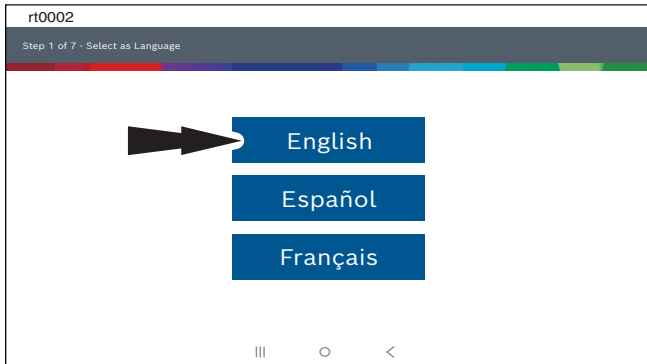 rt0002
Step 1 of 7 - Select as Language
English
Español
Français